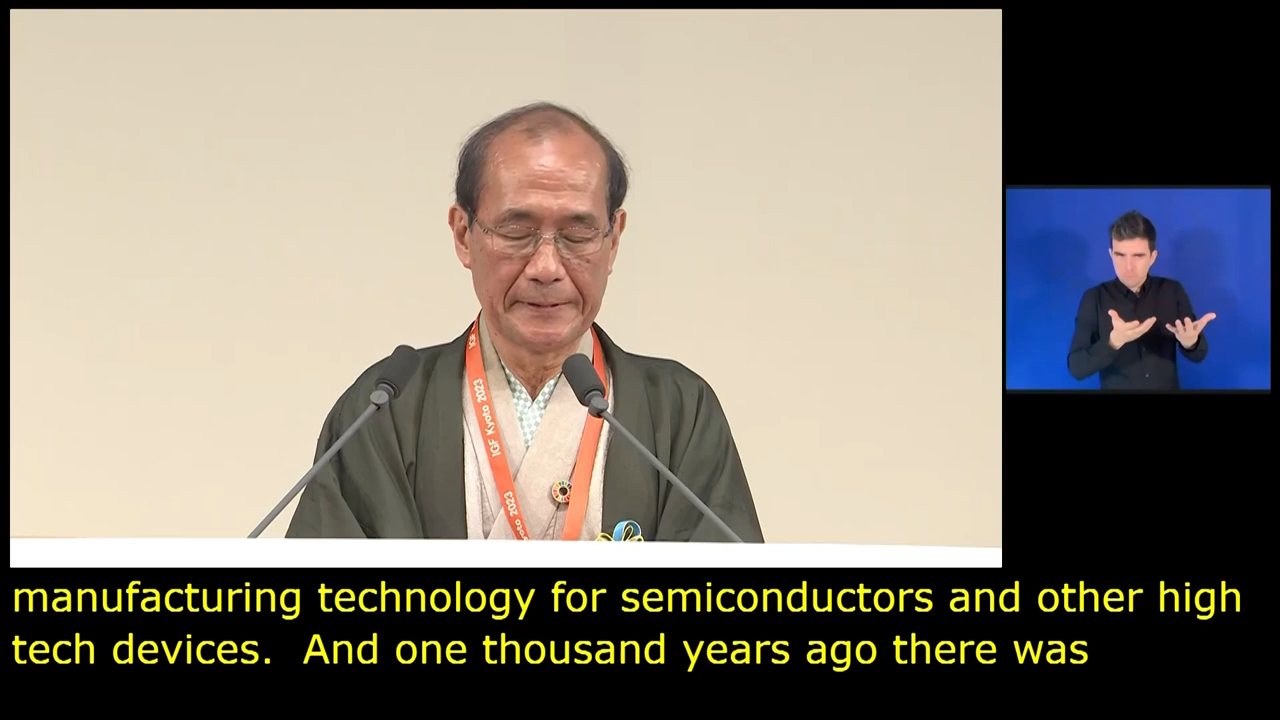 IGF
IGF Kyoto 2023
Kyoto 2023
manufacturing technology for semiconductors and other high
tech devices.  And one thousand years ago there was